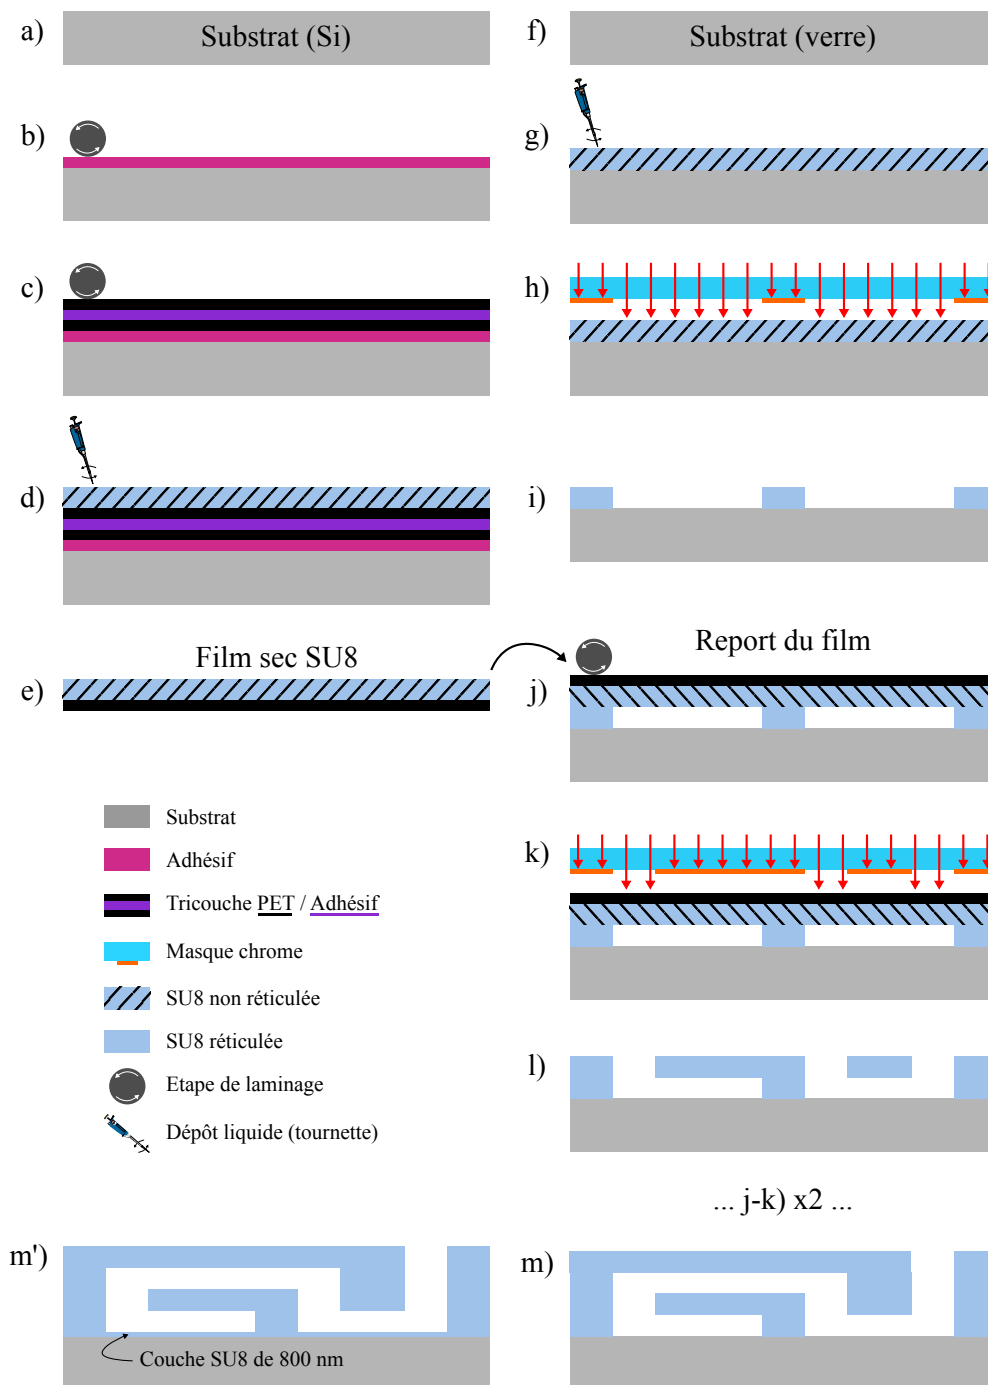 a)
Substrat (Si)
b)
c)
d)
Film sec SU8
e)
Substrat
Adhésif
Tricouche PET / Adhésif
Masque chrome
SU8 non réticulée
SU8 réticulée
Etape de laminage
Dépôt liquide (tournette)
m')
Couche SU8 de 800 nm
f)
Substrat (verre)
g)
h)
i)
Report du film
j)
k)
l)
... j-k) x2 ...
m)